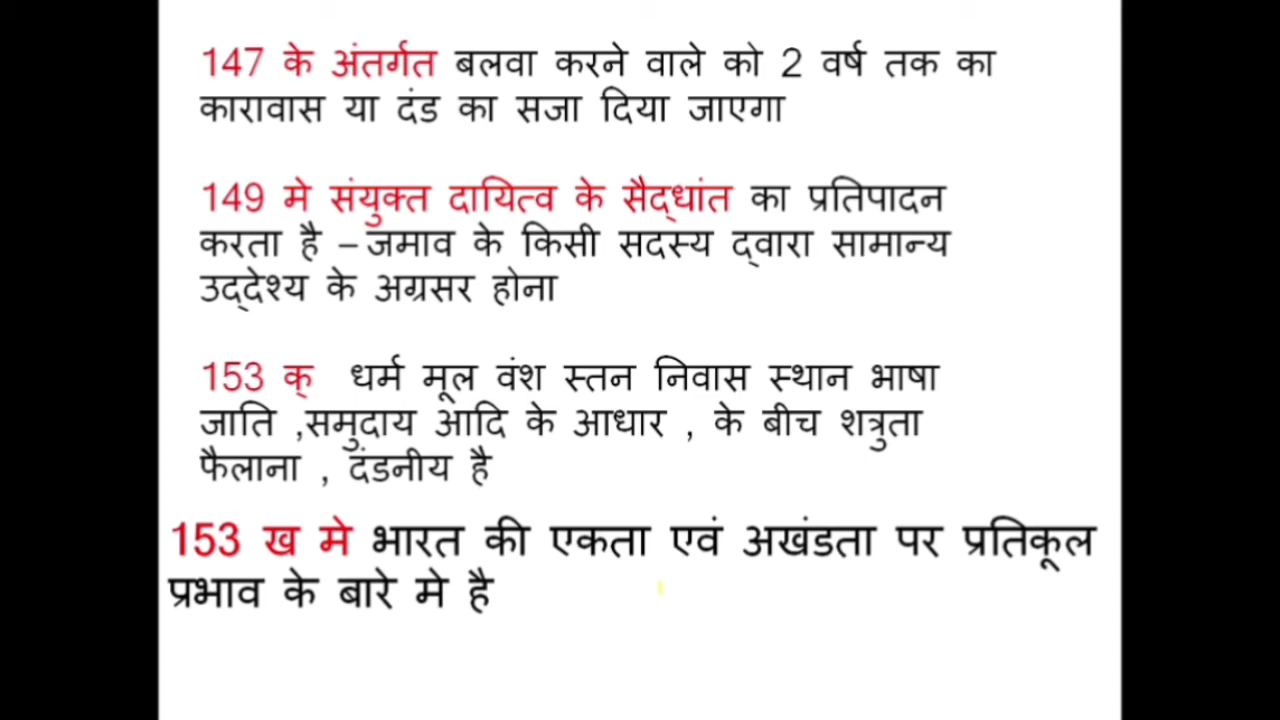 147 के अंतर्गत बलवा करने वाले को 2 वर्ष तक का
कारावास या दंड का सजा दिया जाएगा
149 मे संयुक्त दायित्व के सैद्धांत का प्रतिपादन
करता है – जमाव के किसी सदस्य द्वारा सामान्य
उद्देश्य के अग्रसर होना
153 क् धर्म मूल वंश स्तन निवास स्थान भाषा
जाति ,समुदाय आदि के आधार , के बीच शत्रुता
फैलाना , दंडनीय है
153 ख मे भारत की एकता एवं अखंडता पर प्रतिकूल
प्रभाव के बारे मे है